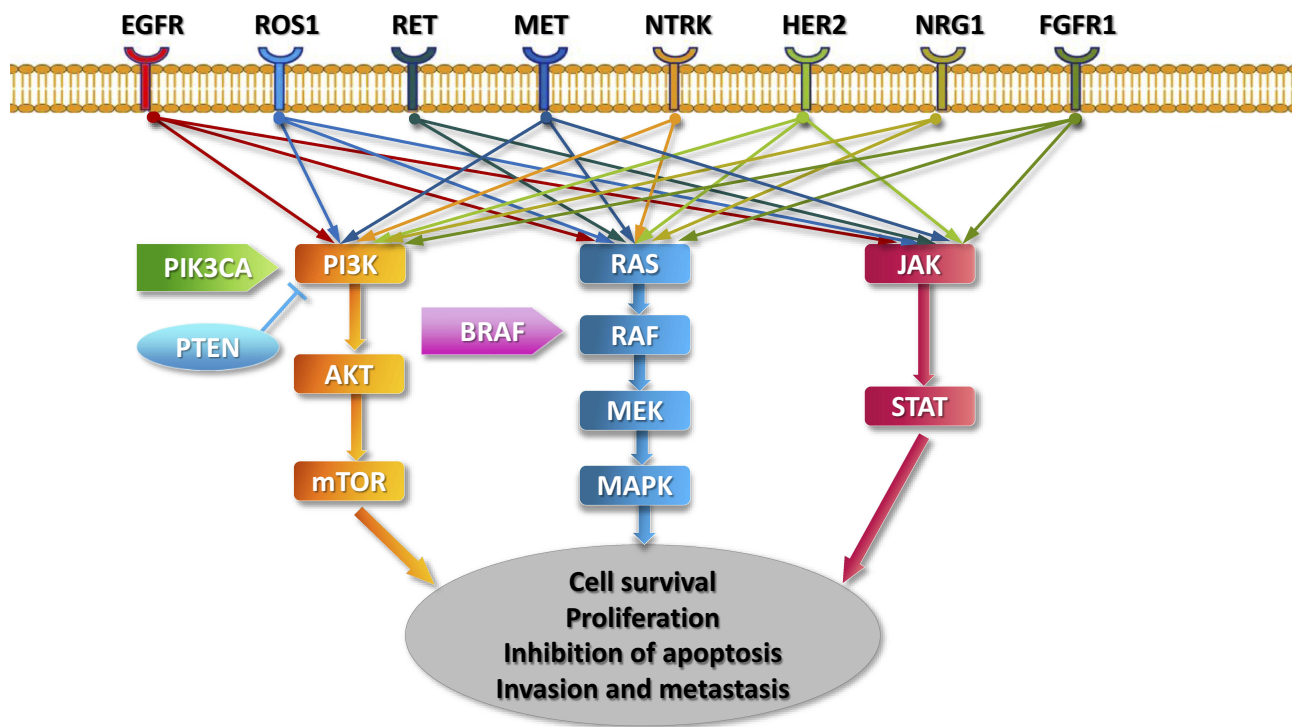 EGFR ROS1 RET MET NTRK HER2 NRG1 FGFR1
PIK3CA PI3K RAS JAK
BRAF RAF
PTEN
AKT
MEK STAT
mTOR MAPK
Cell survival
Proliferation
Inhibition of apoptosis
Invasion and metastasis